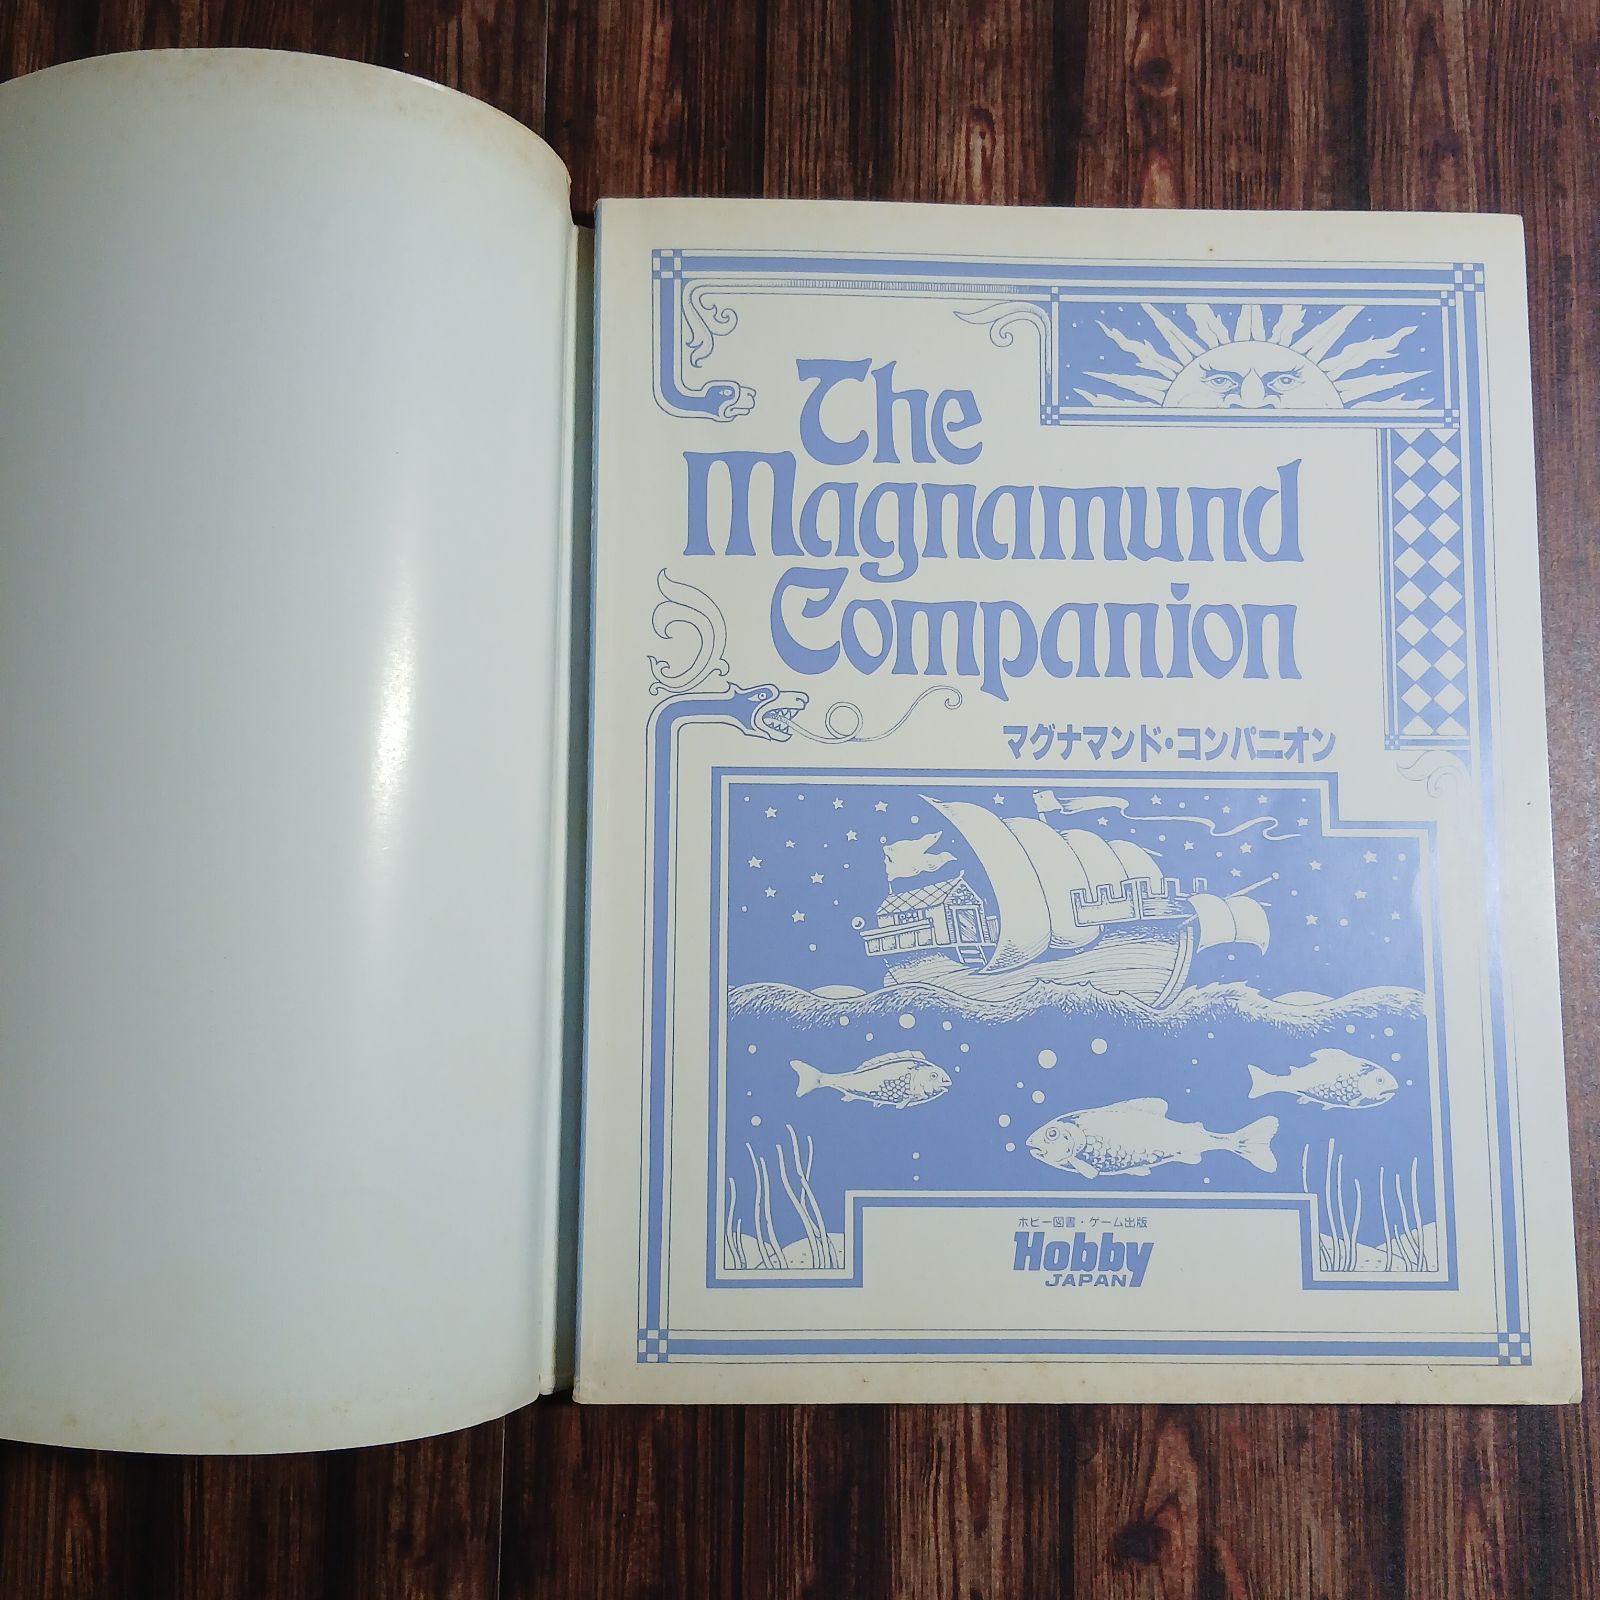 The
Magnamund
Companion
マグナマンド・コンパニオン
ホビー図書・ゲーム出版
Hobby
JAPAN